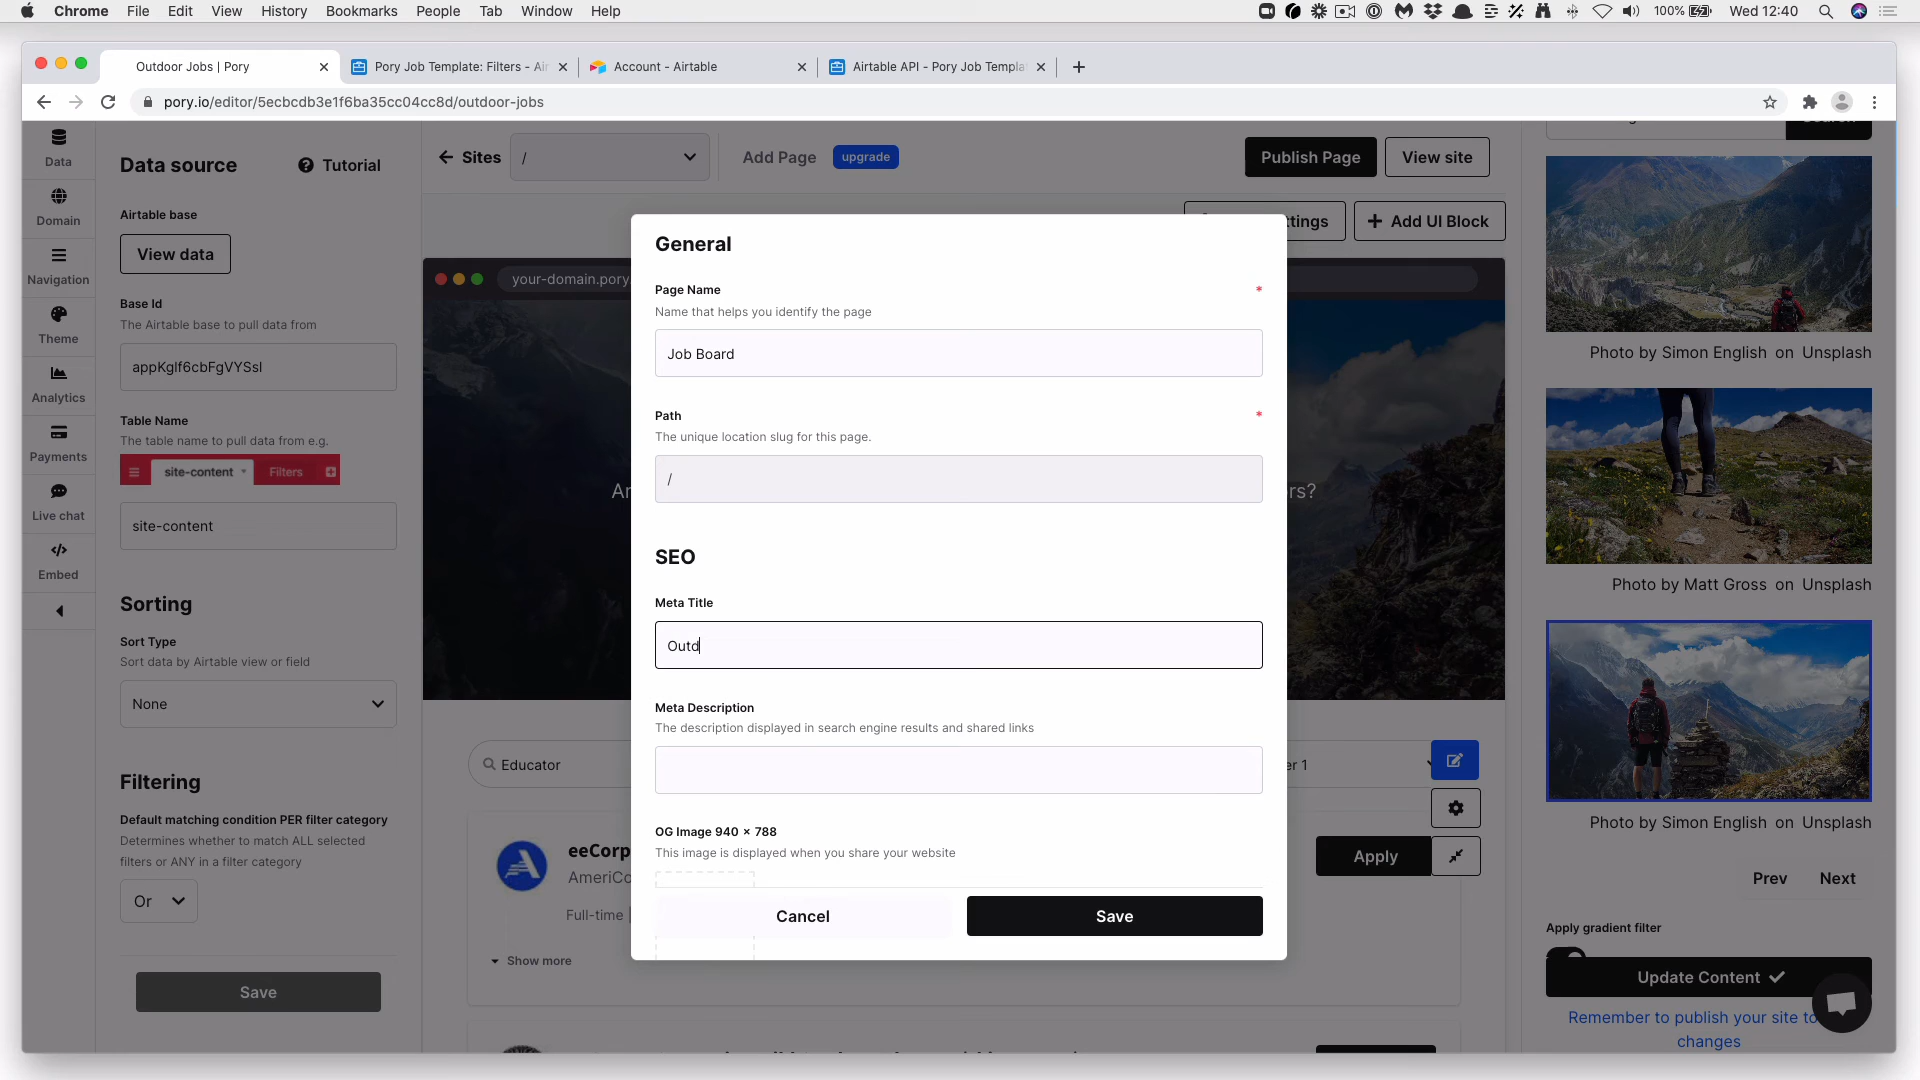 Chrome File Edit View History Bookmarks People Tab Window Help
100% Wed 12:40
Outdoor Jobs | Pory
Pory Job Template: Filters - Air
Account - Airtable
Airtable API - Pory Job Templa
pory.io/editor/5ecbcdb3e1f6ba35cc04cc8d/outdoor-jobs
Data
Domain
Navigation
Theme
Analytics
Payments
Live chat
Embed
Data source
Tutorial
Airtable base
View data
Base Id
The Airtable base to pull data from
appKglf6cbFgVYSsl
Table Name
The table name to pull data from e.g.
site-content
Filters
site-content
Sorting
Sort Type
Sort data by Airtable view or field
None
Filtering
Default matching condition PER filter category
Determines whether to match ALL selected
filters or ANY in a filter category
Or
Save
Sites
/
Add Page
upgrade
Publish Page
View site
ttings
Add UI Block
your-domain.pory.
Ar
rs?
Educator
er 1
eeCorp
AmeriCo
Full-time |
Show more
Apply
General
Page Name *
Name that helps you identify the page
Job Board
Path *
The unique location slug for this page.
/
SEO
Meta Title
Outd
Meta Description
The description displayed in search engine results and shared links
OG Image 940 × 788
This image is displayed when you share your website
Cancel
Save
Photo by Simon English on Unsplash
Photo by Matt Gross on Unsplash
Photo by Simon English on Unsplash
Prev Next
Apply gradient filter
Update Content
Remember to publish your site to
changes